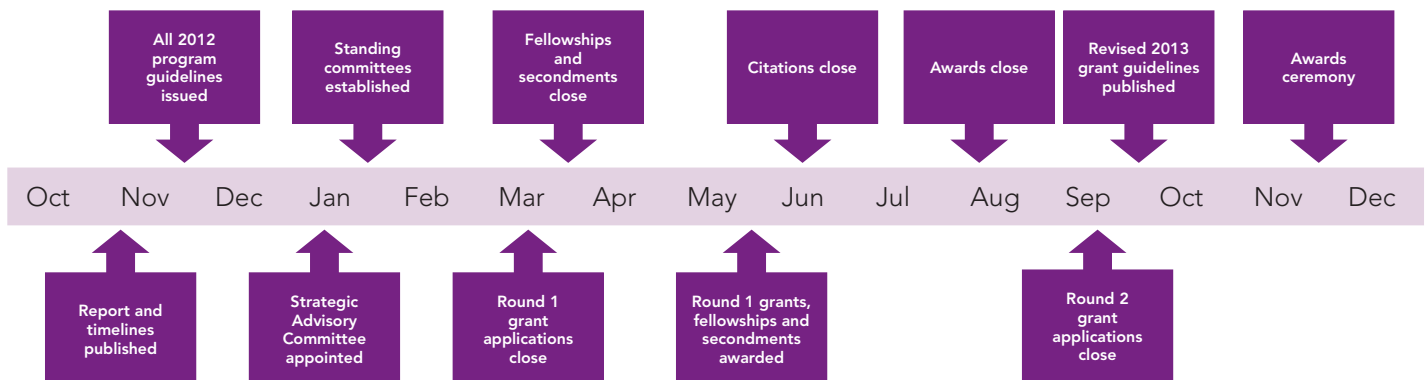 All 2012
program
guidelines
issued
Standing
committees
established
Fellowships
and
secondments
close
Citations close
Awards close
Revised 2013
grant guidelines
published
Awards
ceremony
Oct Nov Dec Jan Feb Mar Apr May Jun Jul Aug Sep Oct Nov Dec
Report and
timelines
published
Strategic
Advisory
Committee
appointed
Round 1
grant
applications
close
Round 1 grants,
fellowships and
secondments
awarded
Round 2
grant
applications
close